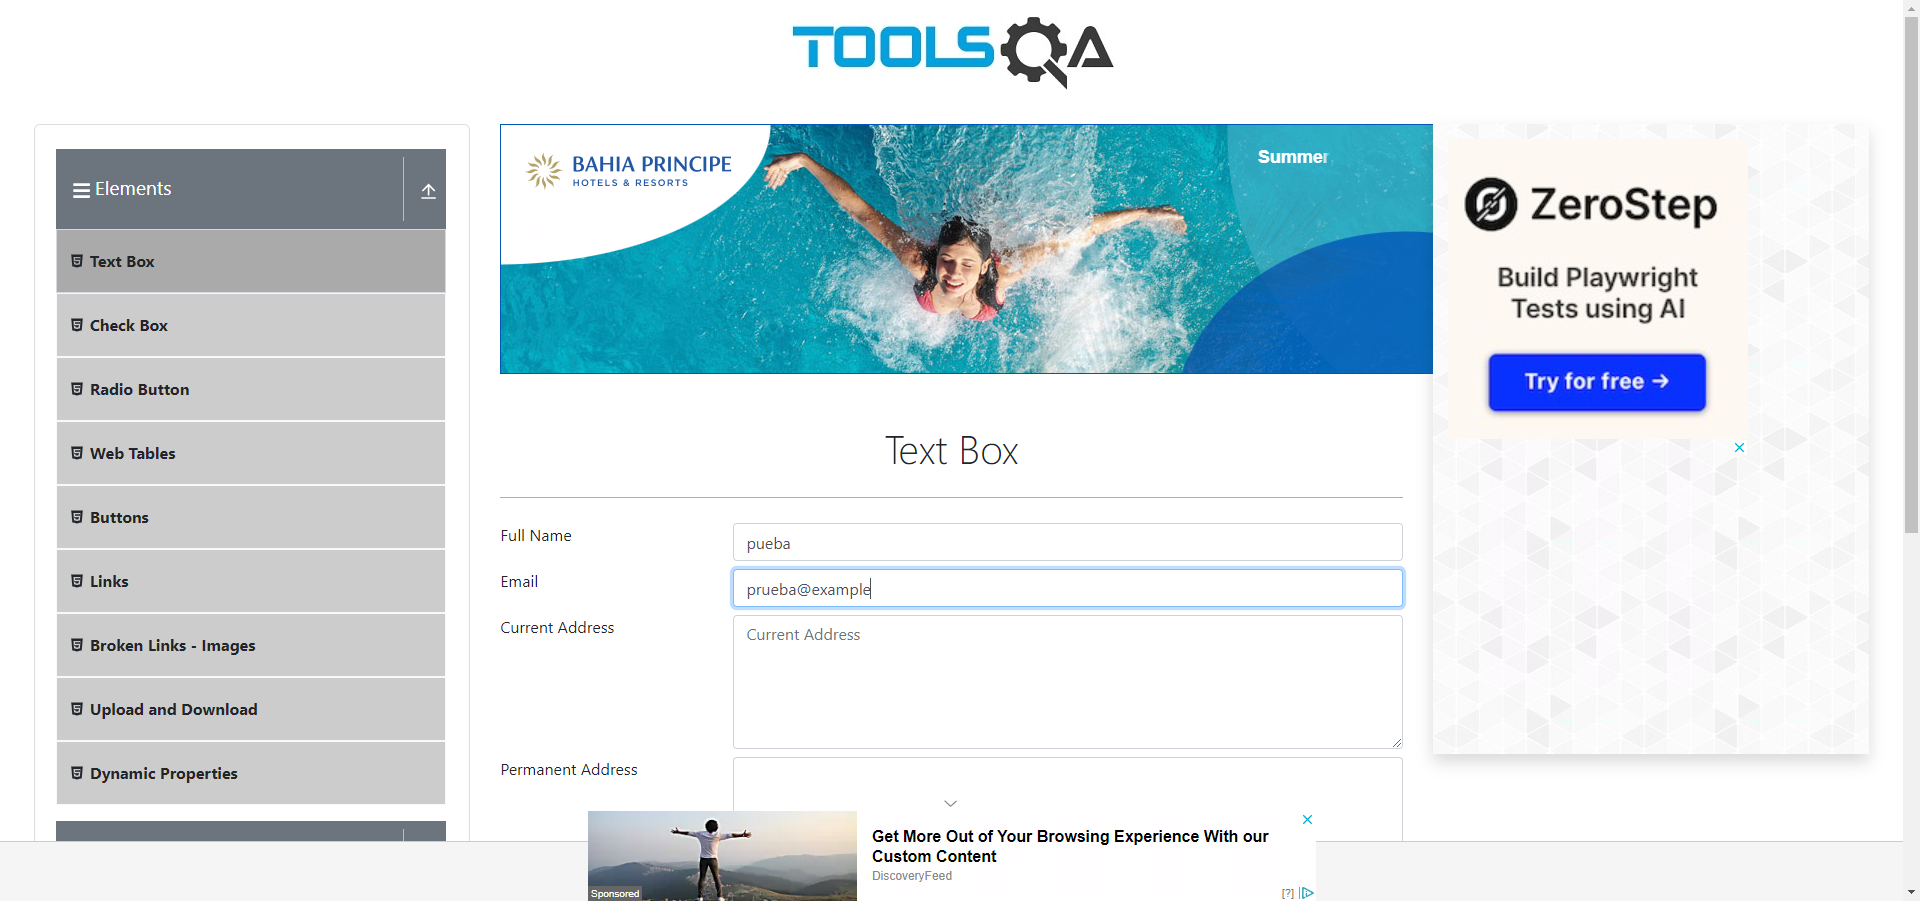 TOOLSQA
Elements
Text Box
Check Box
Radio Button
Web Tables
Buttons
Links
Broken Links - Images
Upload and Download
Dynamic Properties
BAHIA PRINCIPE
HOTELS & RESORTS
Summer
ZeroStep
Build Playwright
Tests using AI
Try for free →
Text Box
Full Name
pueba
Email
prueba@example
Current Address
Current Address
Permanent Address
Get More Out of Your Browsing Experience With our
Custom Content
DiscoveryFeed
Sponsored
[?]